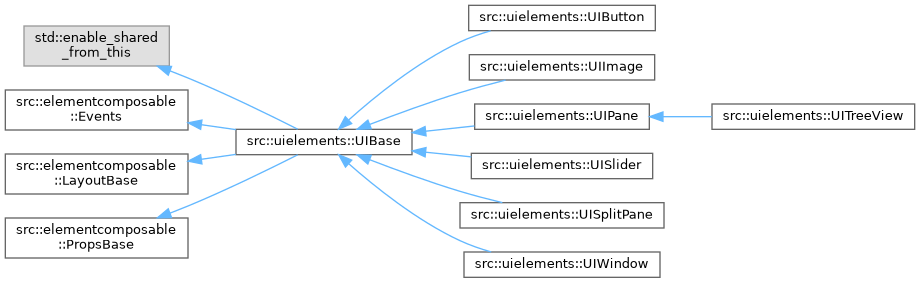 std::enable_shared
_from_this
src::elementcomposable
::Events
src::elementcomposable
::LayoutBase
src::elementcomposable
::PropsBase
src::uielements::UIBase
src::uielements::UIButton
src::uielements::UIImage
src::uielements::UIPane
src::uielements::UISlider
src::uielements::UISplitPane
src::uielements::UIWindow
src::uielements::UITreeView